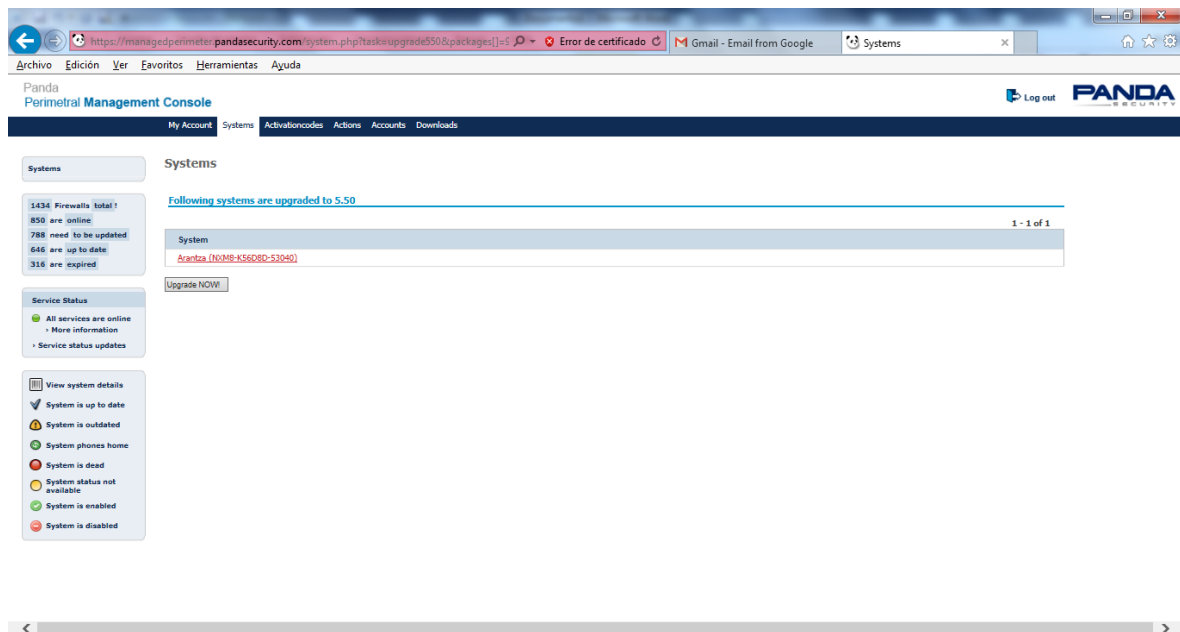 https://managedperimeter.pandasecurity.com/system.php?task=upgrade550&packages[]=S
Error de certificado
Gmail - Email from Google
Systems
Archivo Edición Ver Favoritos Herramientas Ayuda
Panda
Perimetral Management Console
Log out
PANDA
SECURITY
My Account Systems Activationcodes Actions Accounts Downloads
Systems
Systems
1434 Firewalls total !
850 are online
788 need to be updated
646 are up to date
316 are expired
Following systems are upgraded to 5.50
1 - 1 of 1
System
Arantza (NXM8-K56D8D-53040)
Upgrade NOW!
Service Status
All services are online
› More information
› Service status updates
View system details
System is up to date
System is outdated
System phones home
System is dead
System status not
available
System is enabled
System is disabled